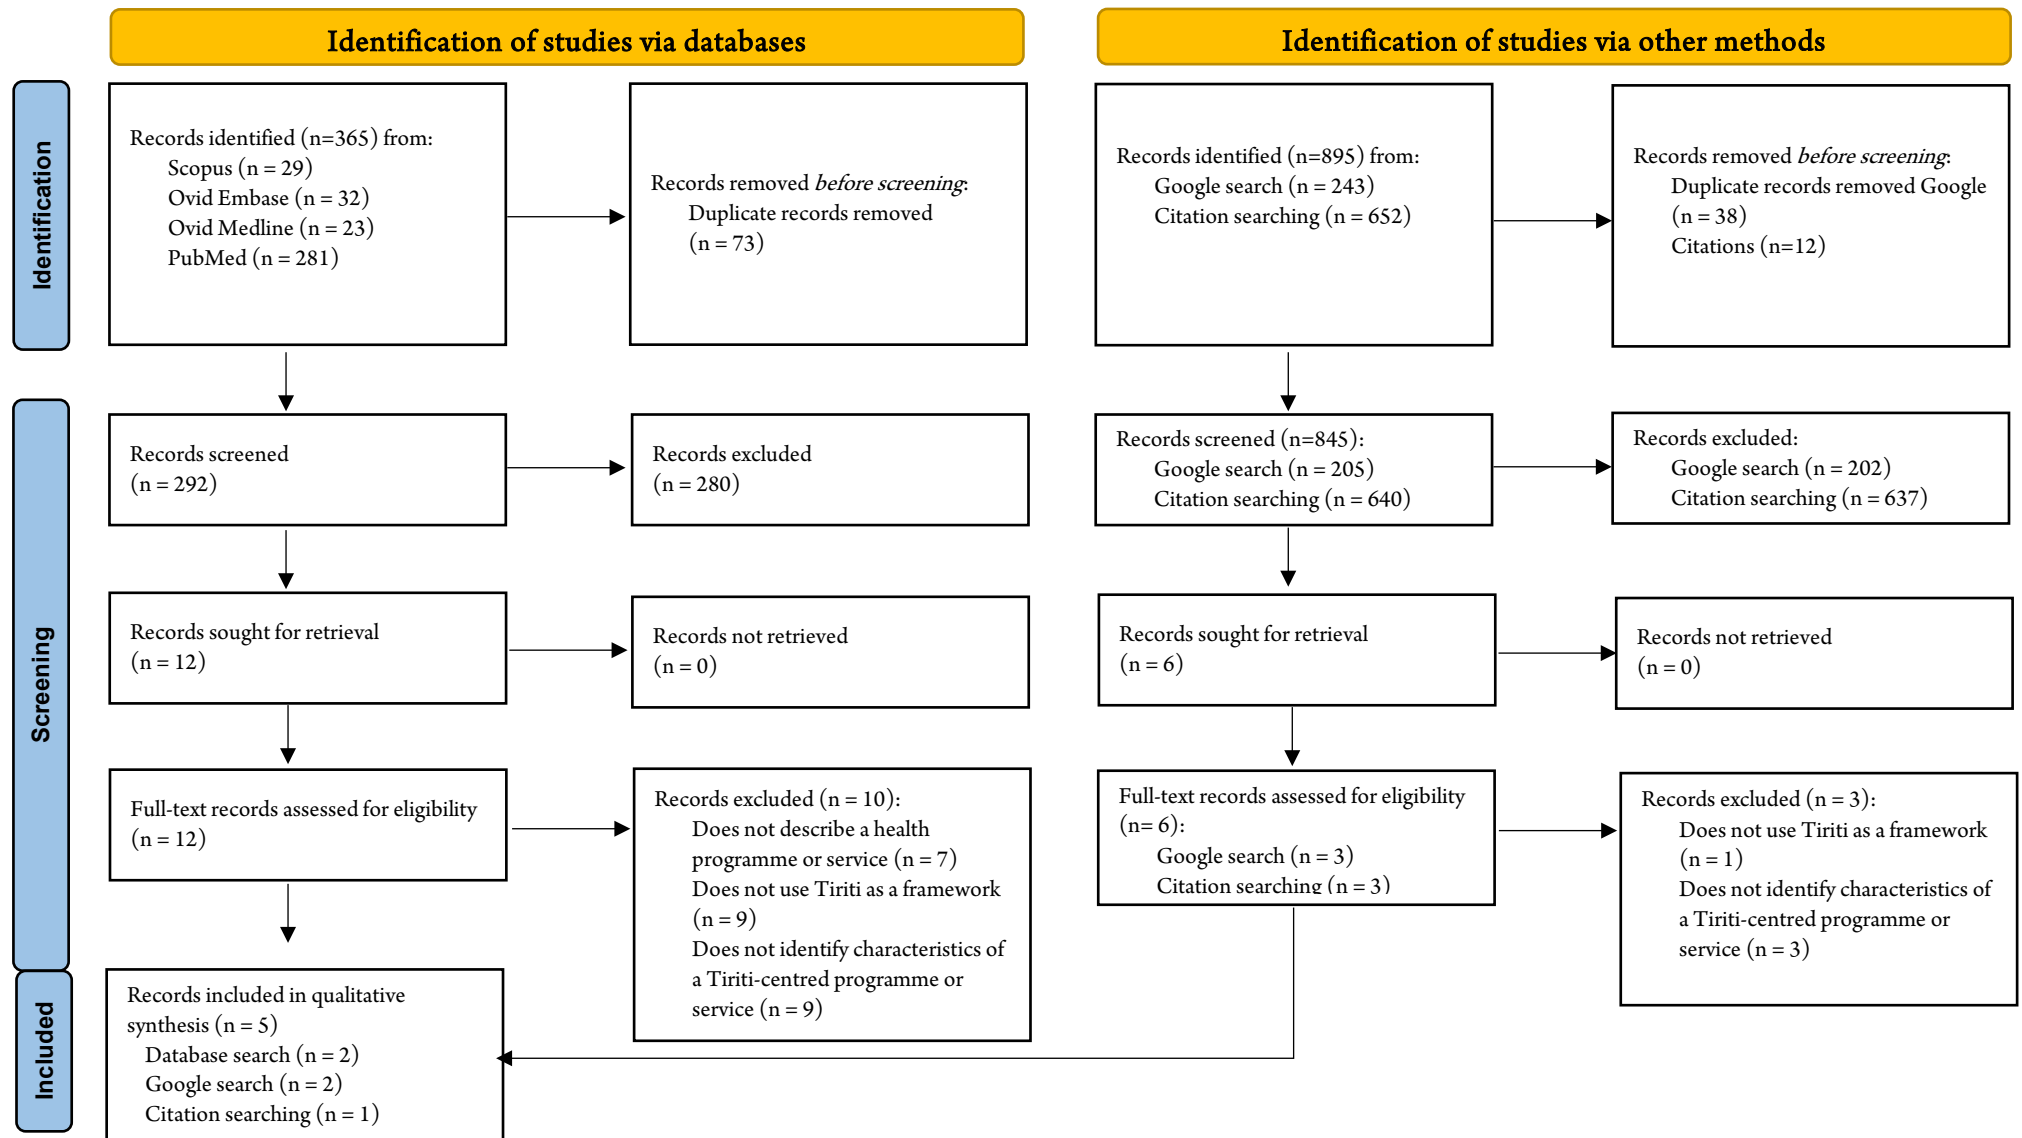 Identification of studies via databases
Identification of studies via other methods
Identification
Records identified (n=365) from:
Scopus (n = 29)
Ovid Embase (n = 32)
Ovid Medline (n = 23)
PubMed (n = 281)
Records removed before screening:
Duplicate records removed
(n = 73)
Records identified (n=895) from:
Google search (n = 243)
Citation searching (n = 652)
Records removed before screening:
Duplicate records removed Google
(n = 38)
Citations (n=12)
Screening
Records screened
(n = 292)
Records excluded
(n = 280)
Records screened (n=845):
Google search (n = 205)
Citation searching (n = 640)
Records excluded:
Google search (n = 202)
Citation searching (n = 637)
Records sought for retrieval
(n = 12)
Records not retrieved
(n = 0)
Records sought for retrieval
(n = 6)
Records not retrieved
(n = 0)
Full-text records assessed for eligibility
(n = 12)
Records excluded (n = 10):
Does not describe a health
programme or service (n = 7)
Does not use Tiriti as a framework
(n = 9)
Does not identify characteristics of
a Tiriti-centred programme or
service (n = 9)
Full-text records assessed for eligibility
(n= 6):
Google search (n = 3)
Citation searching (n = 3)
Records excluded (n = 3):
Does not use Tiriti as a framework
(n = 1)
Does not identify characteristics of
a Tiriti-centred programme or
service (n = 3)
Included
Records included in qualitative
synthesis (n = 5)
Database search (n = 2)
Google search (n = 2)
Citation searching (n = 1)